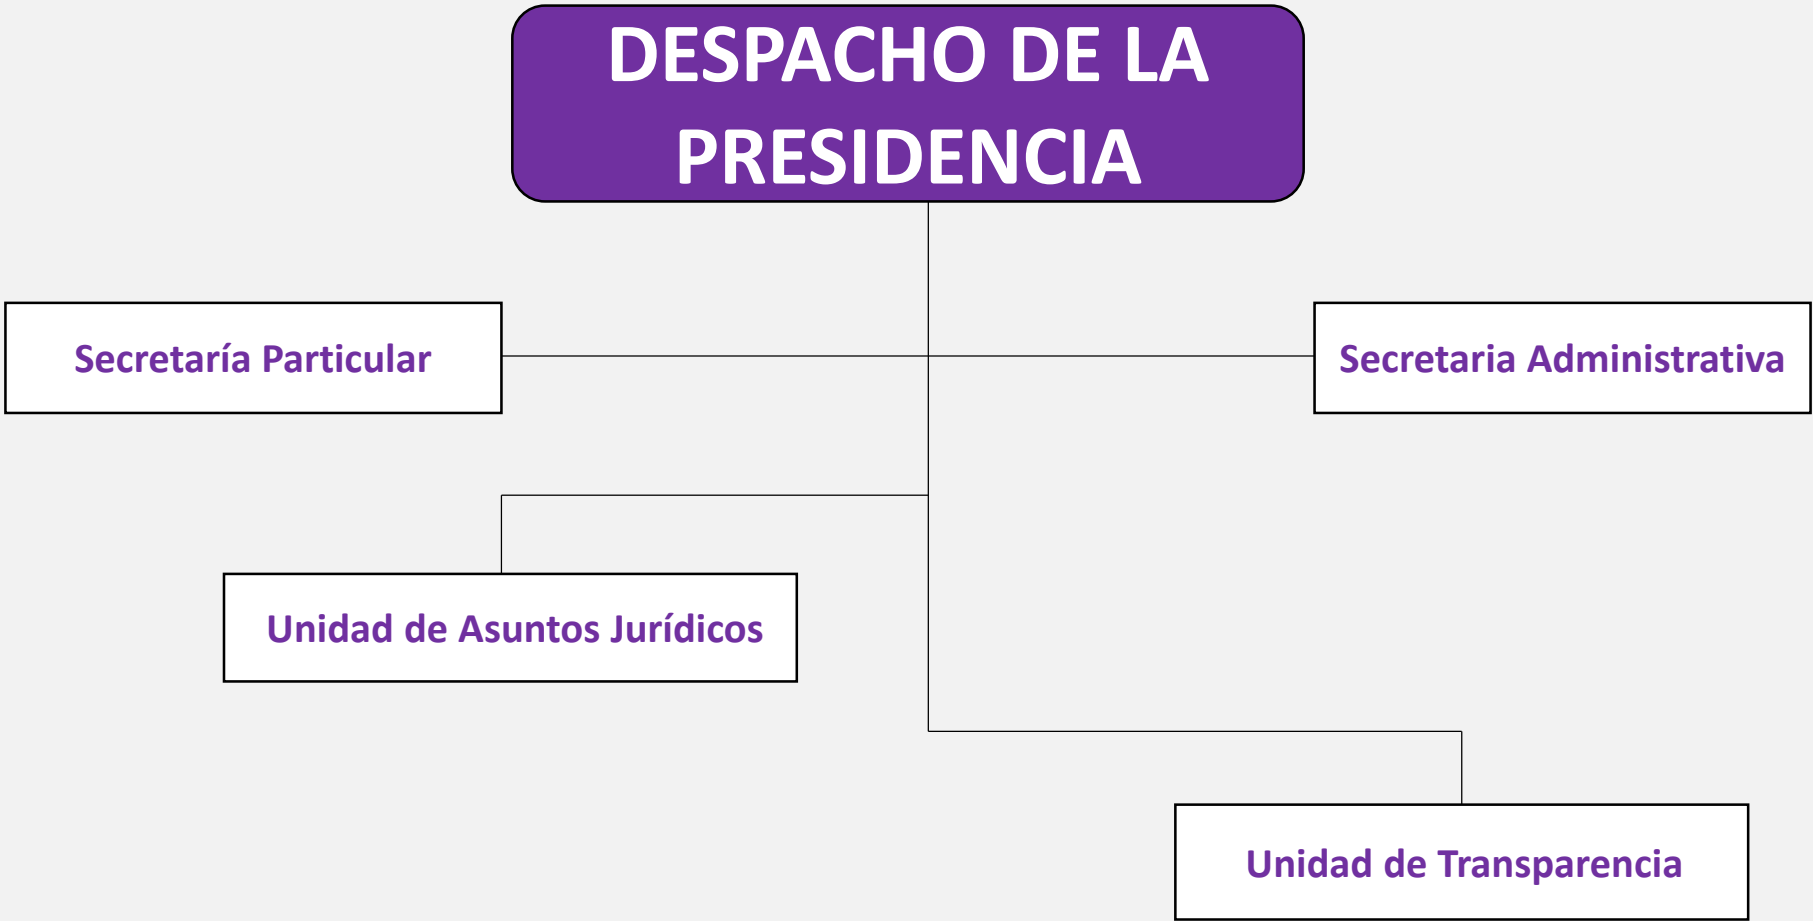 DESPACHO DE LA
PRESIDENCIA
Secretaría Particular
Secretaria Administrativa
Unidad de Asuntos Jurídicos
Unidad de Transparencia